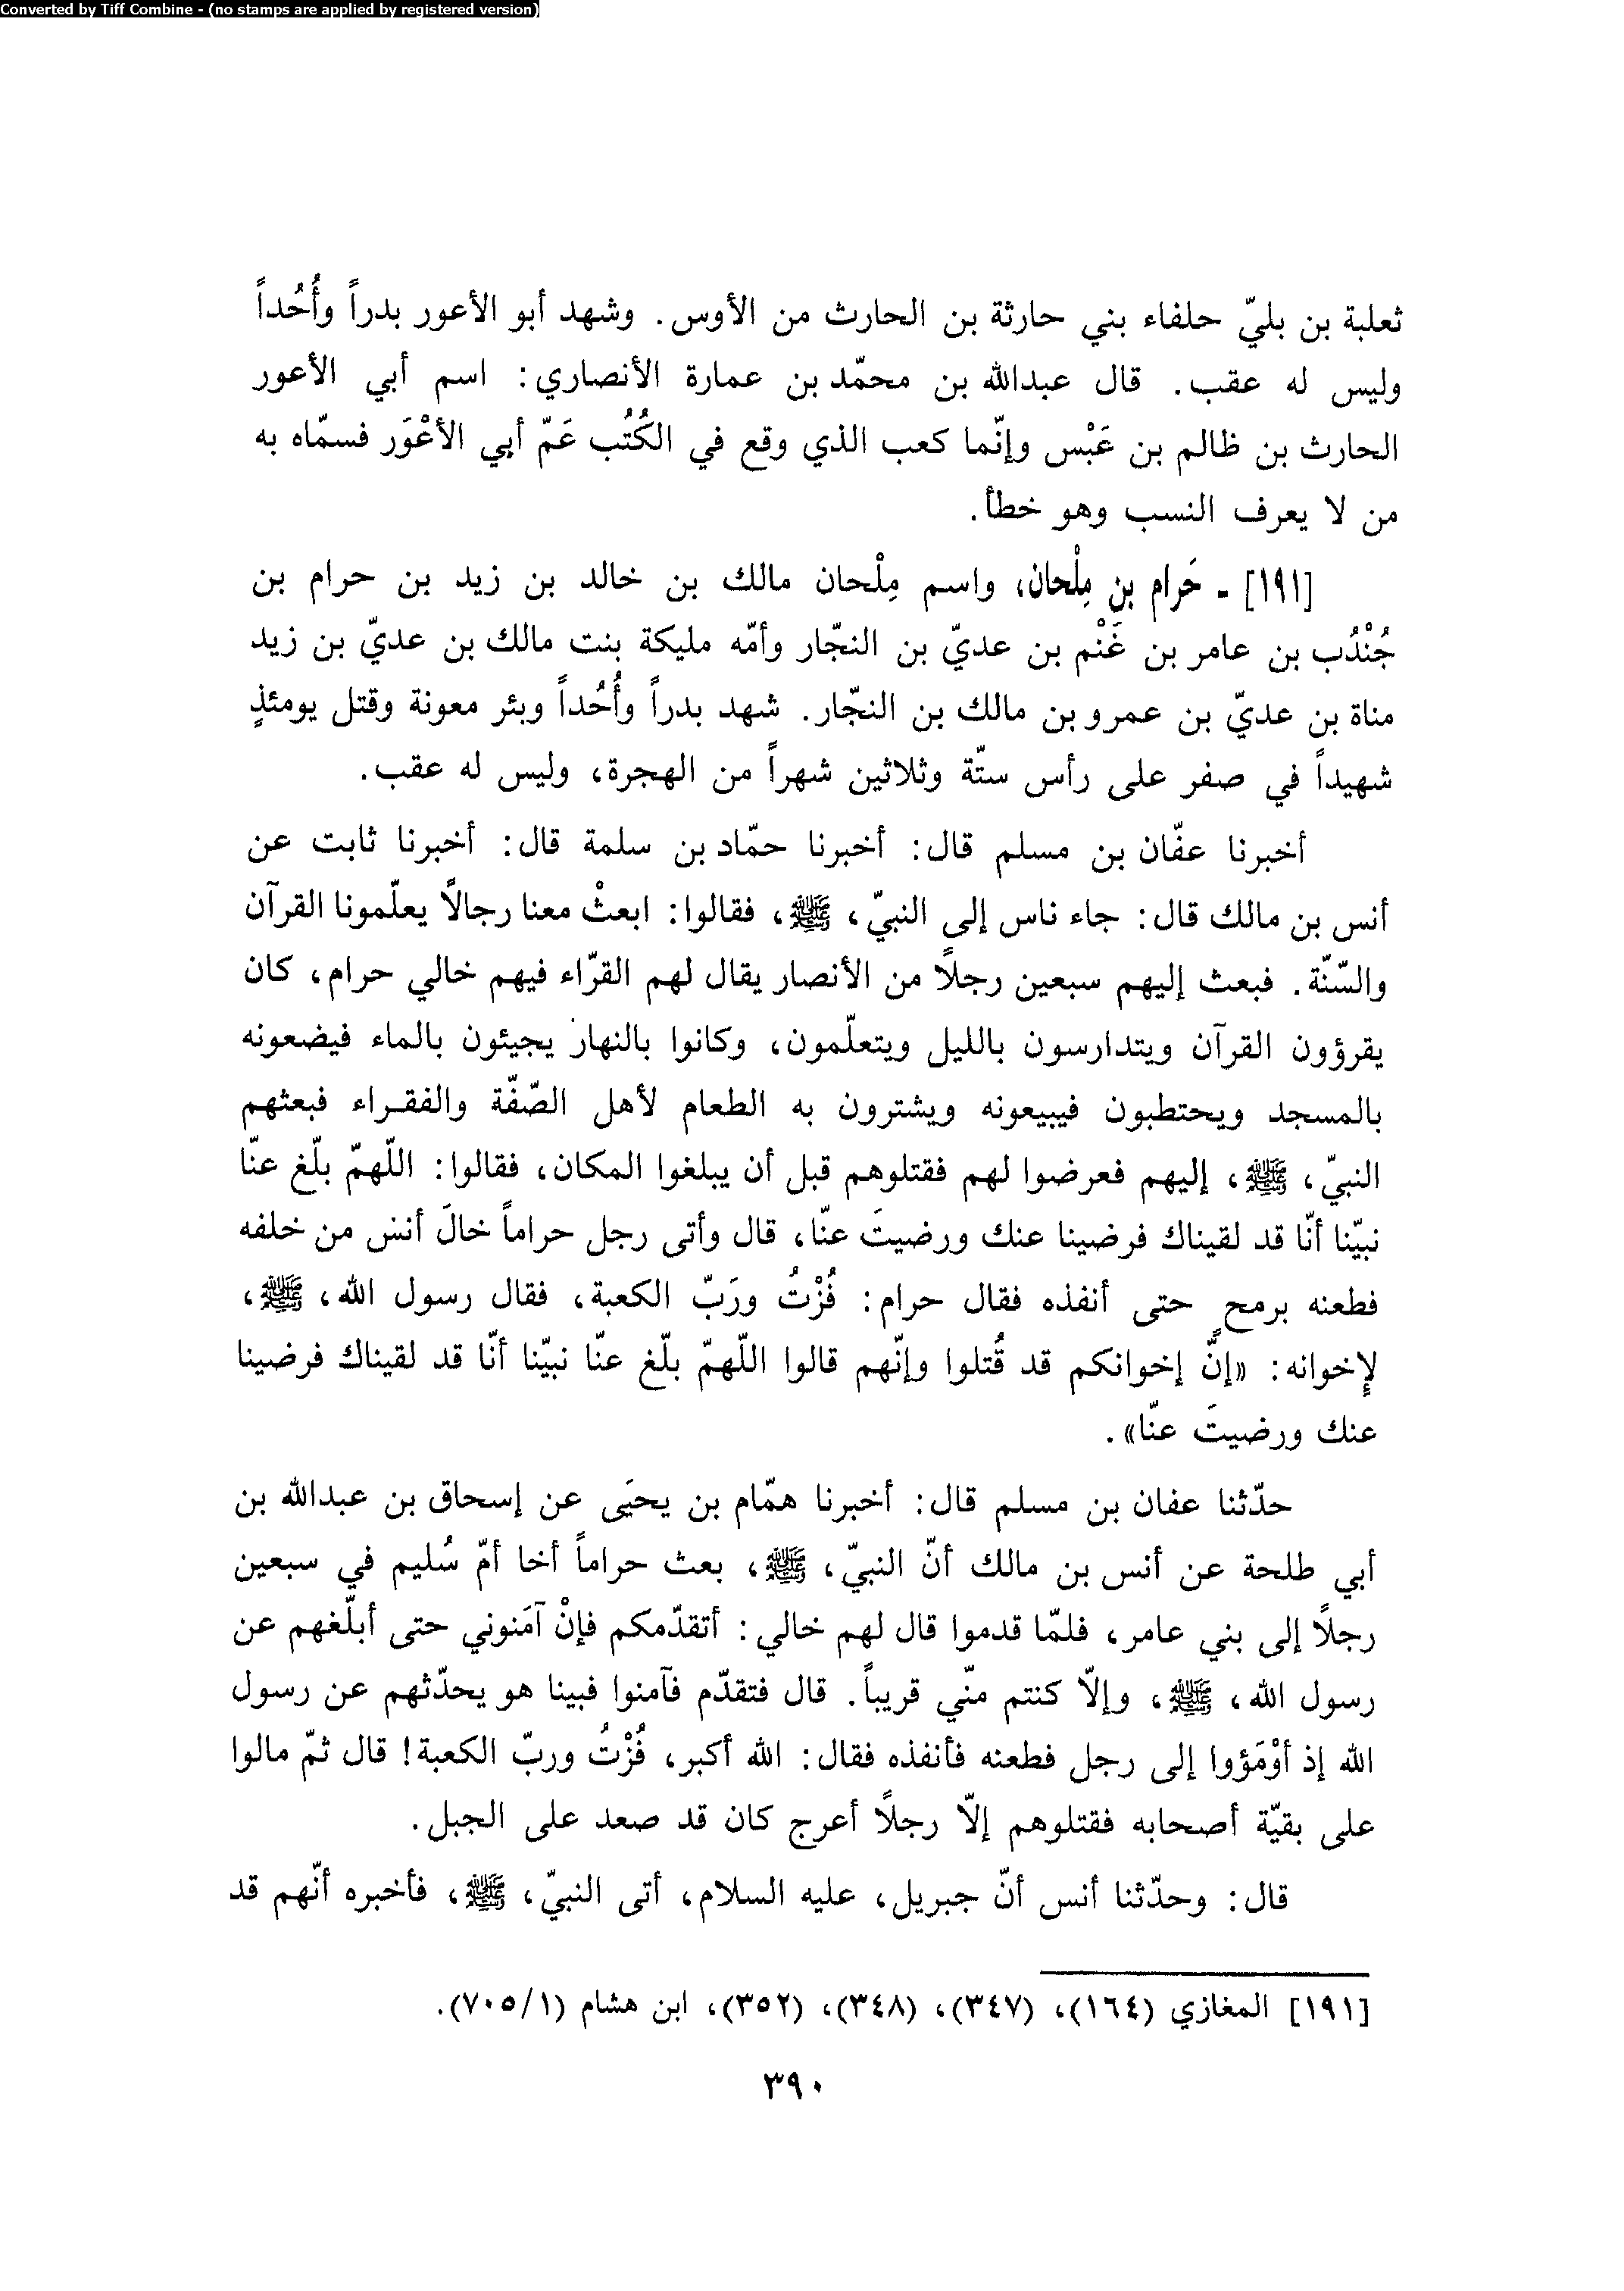 Converted by Tiff Combine - (no stamps are applied by registered version)
ثعلبة بن بليّ حلفاء بني حارثة بن الحارث من الأوس. وشهد أبو الأعور بدراً وأُحُداً
وليس له عقب. قال عبدالله بن محمّد بن عمارة الأنصاري: اسم أبي الأعور
الحارث بن ظالم بن عَبْس وإنّما كعب الذي وقع في الكُتُب عَمّ أبي الأعْوَر فسمّاه به
من لا يعرف النسب وهو خطأ.
[١٩١] - حَرام بن مِلْحان، واسم مِلْحان مالك بن خالد بن زيد بن حرام بن
جُنْدُب بن عامر بن غَنْم بن عديّ بن النجّار وأمّه مليكة بنت مالك بن عديّ بن زيد
مناة بن عديّ بن عمرو بن مالك بن النجّار. شهد بدراً وأُحُداً وبئر معونة وقتل يومئذٍ
شهيداً في صفر على رأس ستّة وثلاثين شهراً من الهجرة، وليس له عقب.
أخبرنا عفّان بن مسلم قال: أخبرنا حمّاد بن سلمة قال: أخبرنا ثابت عن
أنس بن مالك قال: جاء ناس إلى النبيّ، ﷺ، فقالوا: ابعثْ معنا رجالاً يعلّمونا القرآن
والسّنّة. فبعث إليهم سبعين رجلاً من الأنصار يقال لهم القرّاء فيهم خالي حرام، كان
يقرؤون القرآن ويتدارسون بالليل ويتعلّمون، وكانوا بالنهار يجيئون بالماء فيضعونه
بالمسجد ويحتطبون فيبيعونه ويشترون به الطعام لأهل الصّفّة والفقراء فبعثهم
النبيّ، ﷺ، إليهم فعرضوا لهم فقتلوهم قبل أن يبلغوا المكان، فقالوا: اللّهمّ بلّغ عنّا
نبيّنا أنّا قد لقيناك فرضينا عنك ورضيتَ عنّا، قال وأتى رجل حراماً خالَ أنس من خلفه
فطعنه برمحٍ حتى أنفذه فقال حرام: فُزْتُ ورَبّ الكعبة، فقال رسول الله، ﷺ،
لإخوانه: «إنّ إخوانكم قد قُتلوا وإنّهم قالوا اللّهمّ بلّغ عنّا نبيّنا أنّا قد لقيناك فرضينا
عنك ورضيتَ عنّا».
حدّثنا عفان بن مسلم قال: أخبرنا همّام بن يحيَى عن إسحاق بن عبدالله بن
أبي طلحة عن أنس بن مالك أنّ النبيّ، ﷺ، بعث حراماً أخا أمّ سُليم في سبعين
رجلاً إلى بني عامر، فلمّا قدموا قال لهم خالي: أتقدّمكم فإنْ آمَنوني حتى أبلّغهم عن
رسول الله، ﷺ، وإلاّ كنتم منّي قريباً. قال فتقدّم فآمنوا فبينا هو يحدّثهم عن رسول
الله إذ أوْمَؤوا إلى رجل فطعنه فأنفذه فقال: الله أكبر، فُزْتُ وربّ الكعبة! قال ثمّ مالوا
على بقيّة أصحابه فقتلوهم إلاّ رجلاً أعرج كان قد صعد على الجبل.
قال: وحدّثنا أنس أنّ جبريل، عليه السلام، أتى النبيّ، ﷺ، فأخبره أنّهم قد
[١٩١] المغازي (١٦٤)، (٣٤٧)، (٣٤٨)، (٣٥٢)، ابن هشام (٧٠٥/١).
٣٩٠